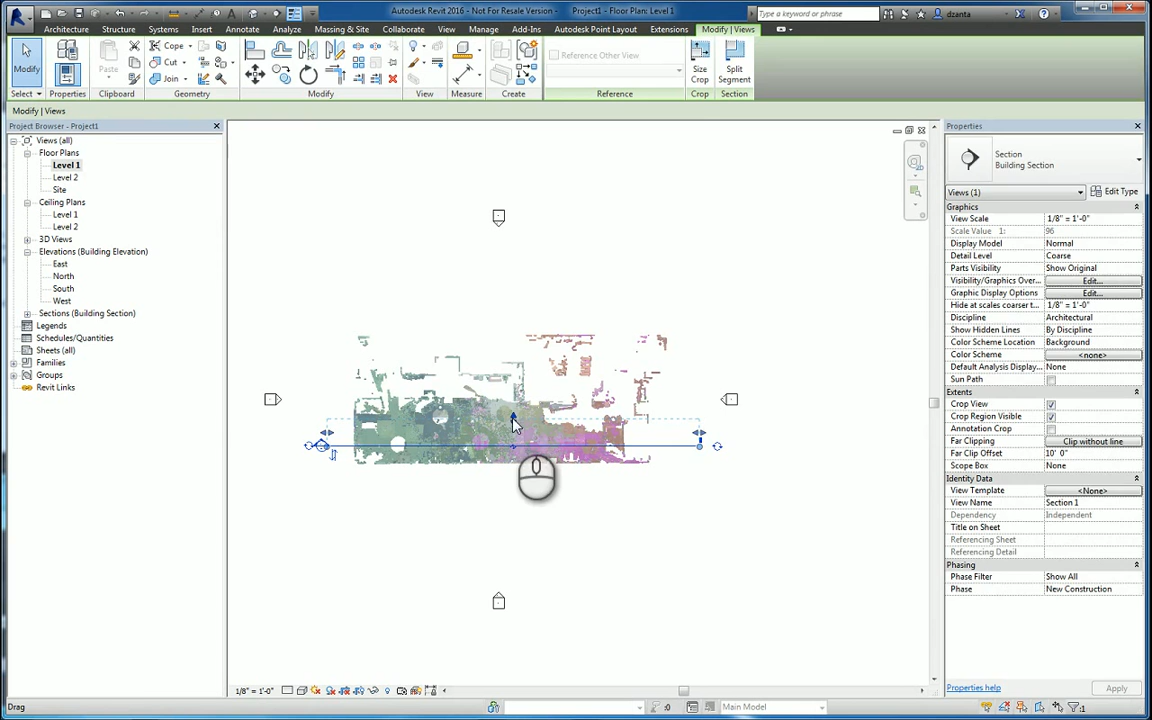 Autodesk Revit 2016 - Not For Resale Version - Project1 - Floor Plan: Level 1
Type a keyword or phrase
dzanta
Architecture Structure Systems Insert Annotate Analyze Massing & Site Collaborate View Manage Add-Ins Autodesk Point Layout Extensions Modify | Views
Modify
Paste
Cope
Cut
Join
Reference Other View
Size Crop
Split Segment
Select Properties Clipboard Geometry Modify View Measure Create Reference Crop Section
Modify | Views
Project Browser - Project1
Views (all)
Floor Plans
Level 1
Level 2
Site
Ceiling Plans
Level 1
Level 2
3D Views
Elevations (Building Elevation)
East
North
South
West
Sections (Building Section)
Legends
Schedules/Quantities
Sheets (all)
Families
Groups
Revit Links
Properties
Section
Building Section
Views (1)
Edit Type
Graphics
View Scale 1/8" = 1'-0"
Scale Value 1: 96
Display Model Normal
Detail Level Coarse
Parts Visibility Show Original
Visibility/Graphics Over... Edit...
Graphic Display Options Edit...
Hide at scales coarser t... 1/8" = 1'-0"
Discipline Architectural
Show Hidden Lines By Discipline
Color Scheme Location Background
Color Scheme <none>
Default Analysis Display... None
Sun Path
Extents
Crop View
Crop Region Visible
Annotation Crop
Far Clipping Clip without line
Far Clip Offset 10' 0"
Scope Box None
Identity Data
View Template <None>
View Name Section 1
Dependency Independent
Title on Sheet
Referencing Sheet
Referencing Detail
Phasing
Phase Filter Show All
Phase New Construction
Properties help
Apply
1/8" = 1'-0"
Drag
:0
Main Model
:1